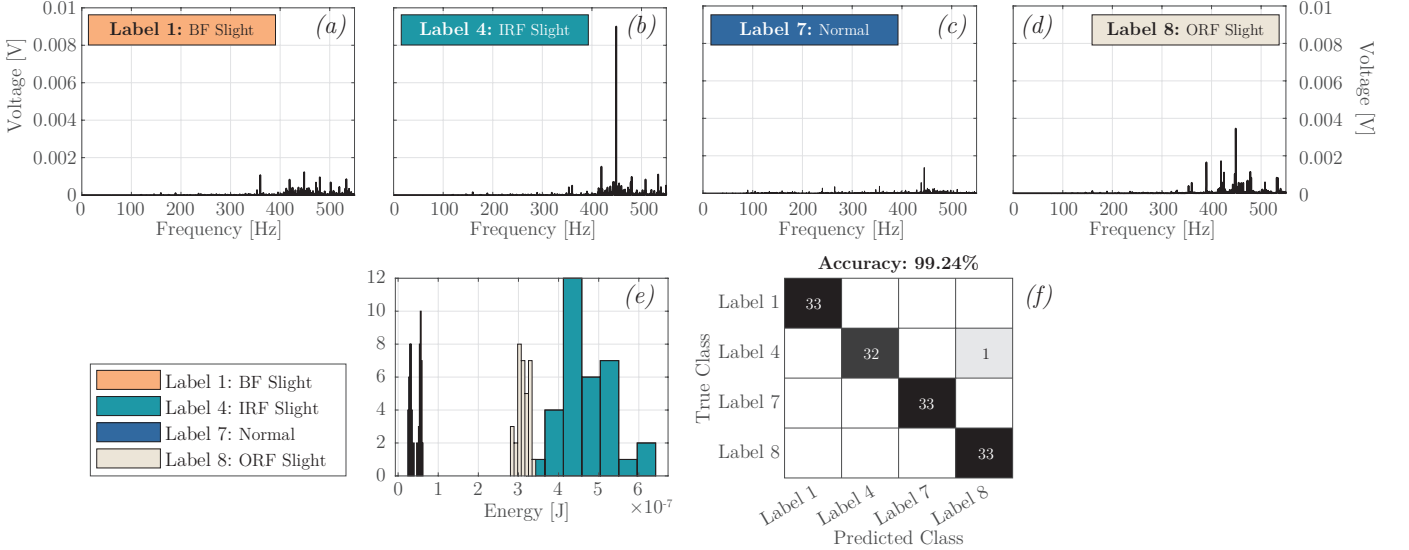 0.01
0.008
0.006
0.004
0.002
0
Voltage [V]
Label 1: BF Slight
(a)
0 100 200 300 400 500
Frequency [Hz]
Label 4: IRF Slight
(b)
0 100 200 300 400 500
Frequency [Hz]
Label 7: Normal
(c)
0 100 200 300 400 500
Frequency [Hz]
(d)
Label 8: ORF Slight
0 100 200 300 400 500
Frequency [Hz]
0.01
0.008
0.006
0.004
0.002
0
Voltage [V]
Label 1: BF Slight
Label 4: IRF Slight
Label 7: Normal
Label 8: ORF Slight
12
10
8
6
4
2
0
(e)
0 1 2 3 4 5 6
Energy [J]
×10⁻⁷
Accuracy: 99.24%
(f)
True Class
Label 1
33
Label 4
32 1
Label 7
33
Label 8
33
Label 1 Label 4 Label 7 Label 8
Predicted Class